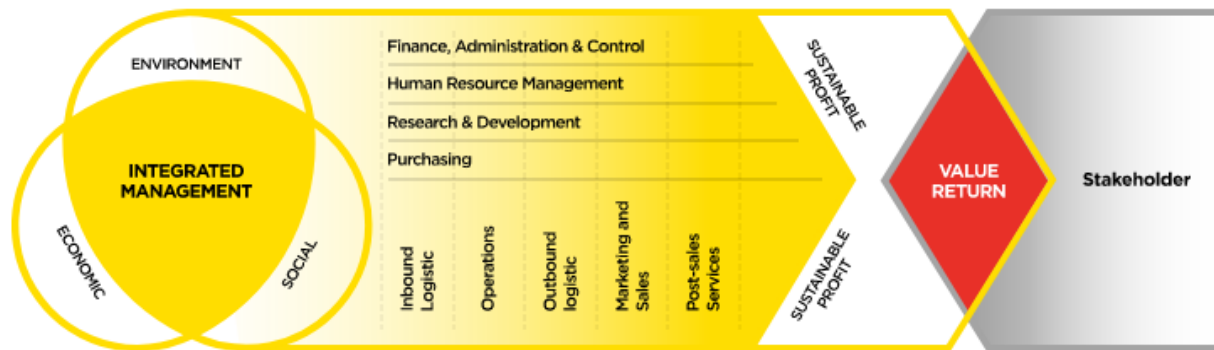 ENVIRONMENT
INTEGRATED
MANAGEMENT
ECONOMIC
SOCIAL
Finance, Administration & Control
Human Resource Management
Research & Development
Purchasing
Inbound
Logistic
Operations
Outbound
logistic
Marketing and
Sales
Post-sales
Services
SUSTAINABLE
PROFIT
SUSTAINABLE
PROFIT
VALUE
RETURN
Stakeholder